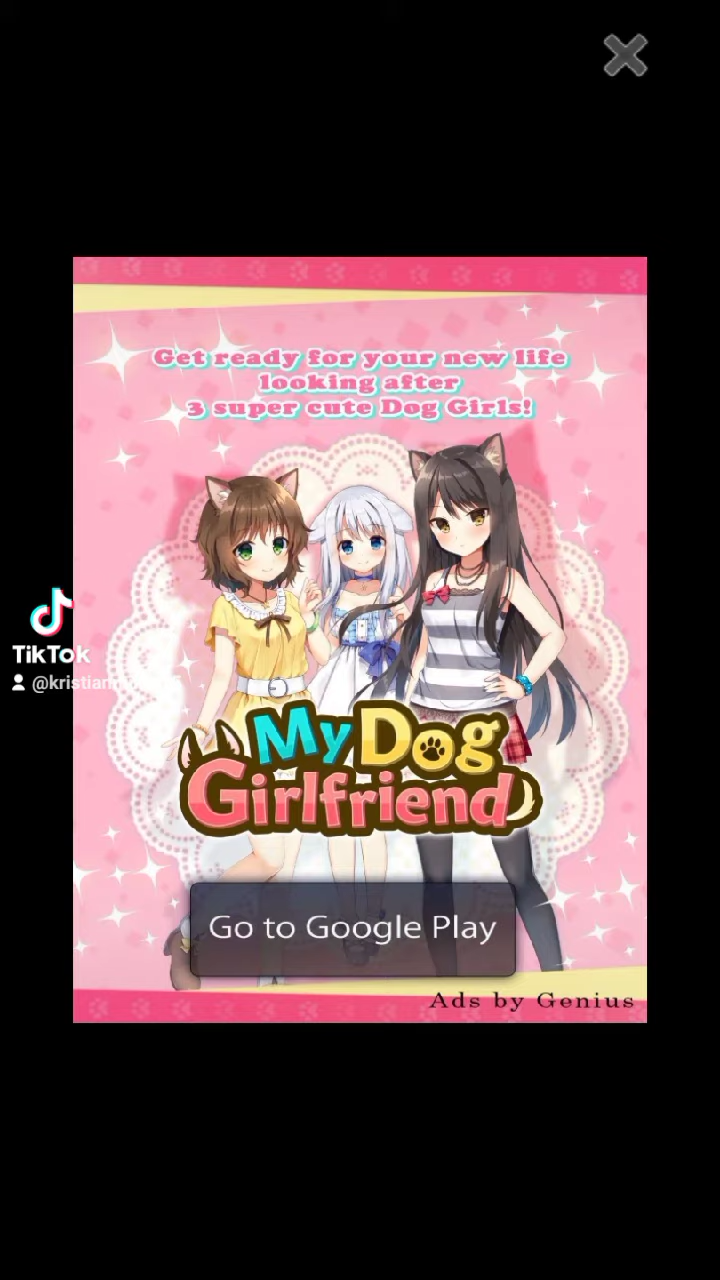 Get ready for your new life
looking after
3 super cute Dog Girls!
TikTok
My Dog
Girlfriend
Go to Google Play
Ads by Genius